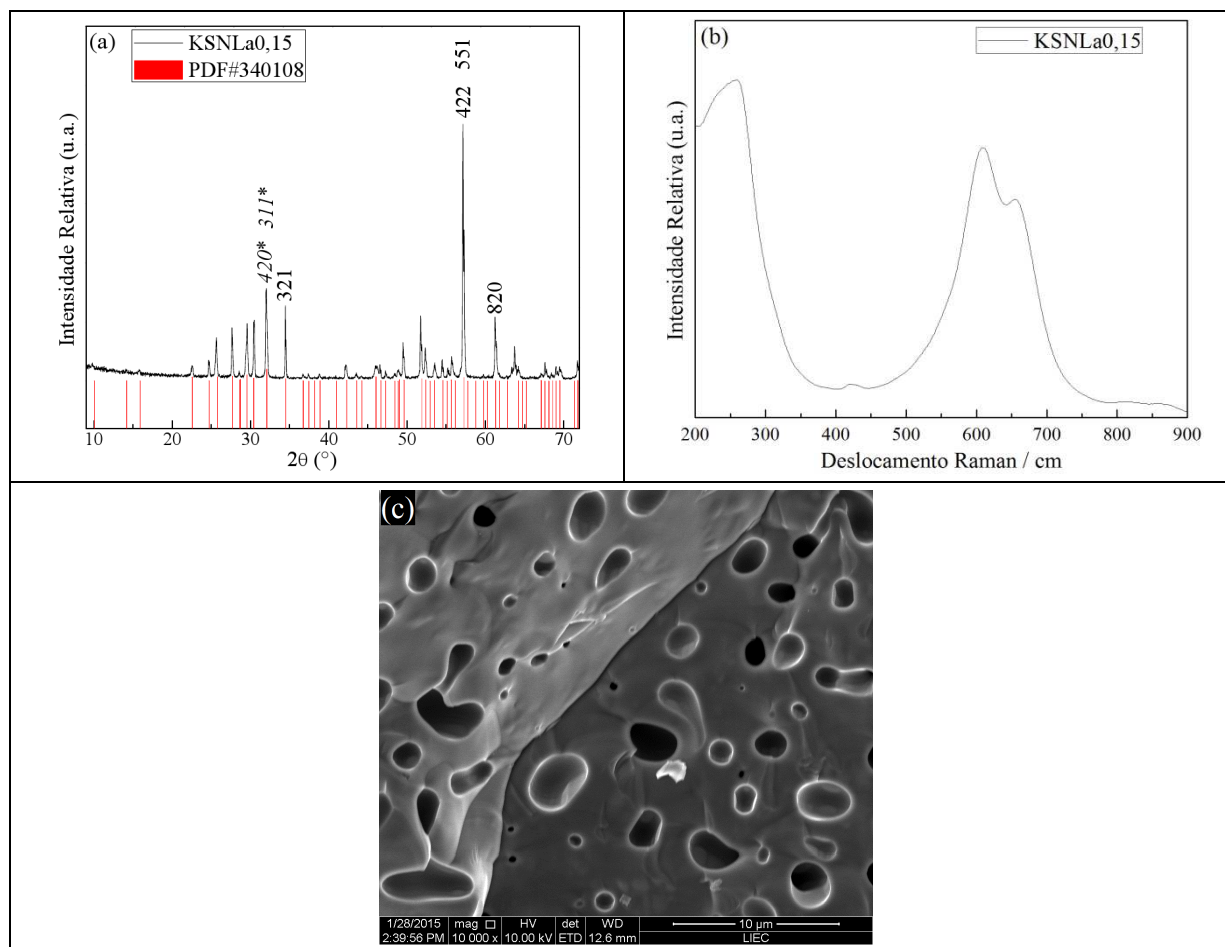 (a)
KSNLa0,15
PDF#340108
Intensidade Relativa (u.a.)
420* 311*
321
422 551
820
10 20 30 40 50 60 70
2θ (°)
(b)
KSNLa0,15
Intensidade Relativa (u.a.)
200 300 400 500 600 700 800 900
Deslocamento Raman / cm
(c)
1/28/2015 mag HV det WD 10 µm
2:39:56 PM 10 000 x 10.00 kV ETD 12.6 mm LIEC